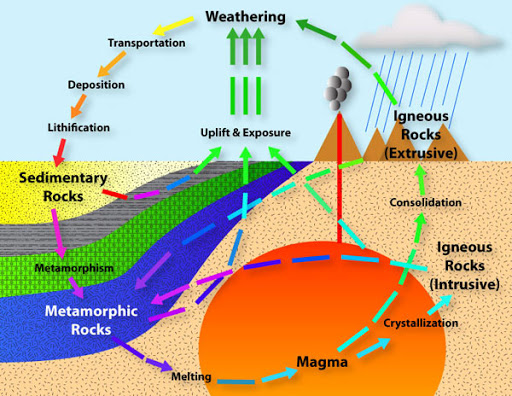 Weathering
Transportation
Deposition
Lithification
Uplift & Exposure
Igneous
Rocks
(Extrusive)
Sedimentary
Rocks
Consolidation
Metamorphism
Igneous
Rocks
(Intrusive)
Metamorphic
Rocks
Crystallization
Melting
Magma